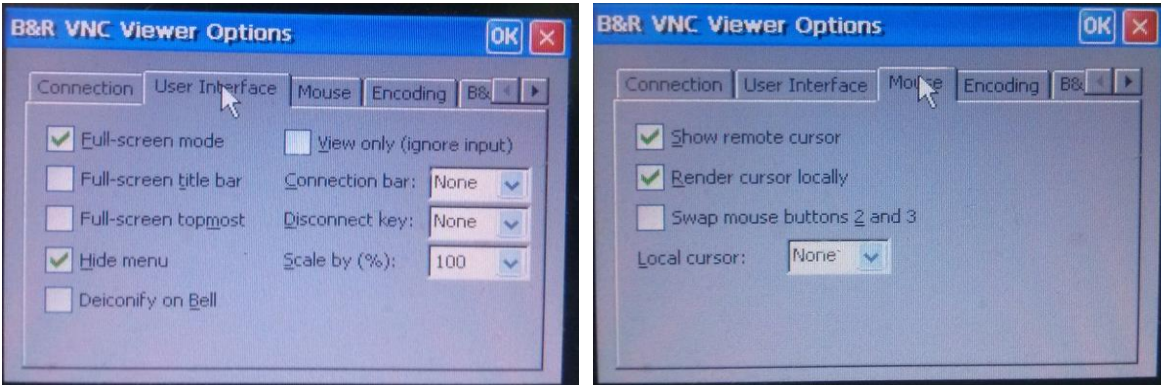 B&R VNC Viewer Options OK
Connection User Interface Mouse Encoding B&
Full-screen mode View only (ignore input)
Full-screen title bar Connection bar: None
Full-screen topmost Disconnect key: None
Hide menu Scale by (%): 100
Deiconify on Bell
B&R VNC Viewer Options OK
Connection User Interface Mouse Encoding B&
Show remote cursor
Render cursor locally
Swap mouse buttons 2 and 3
Local cursor: None